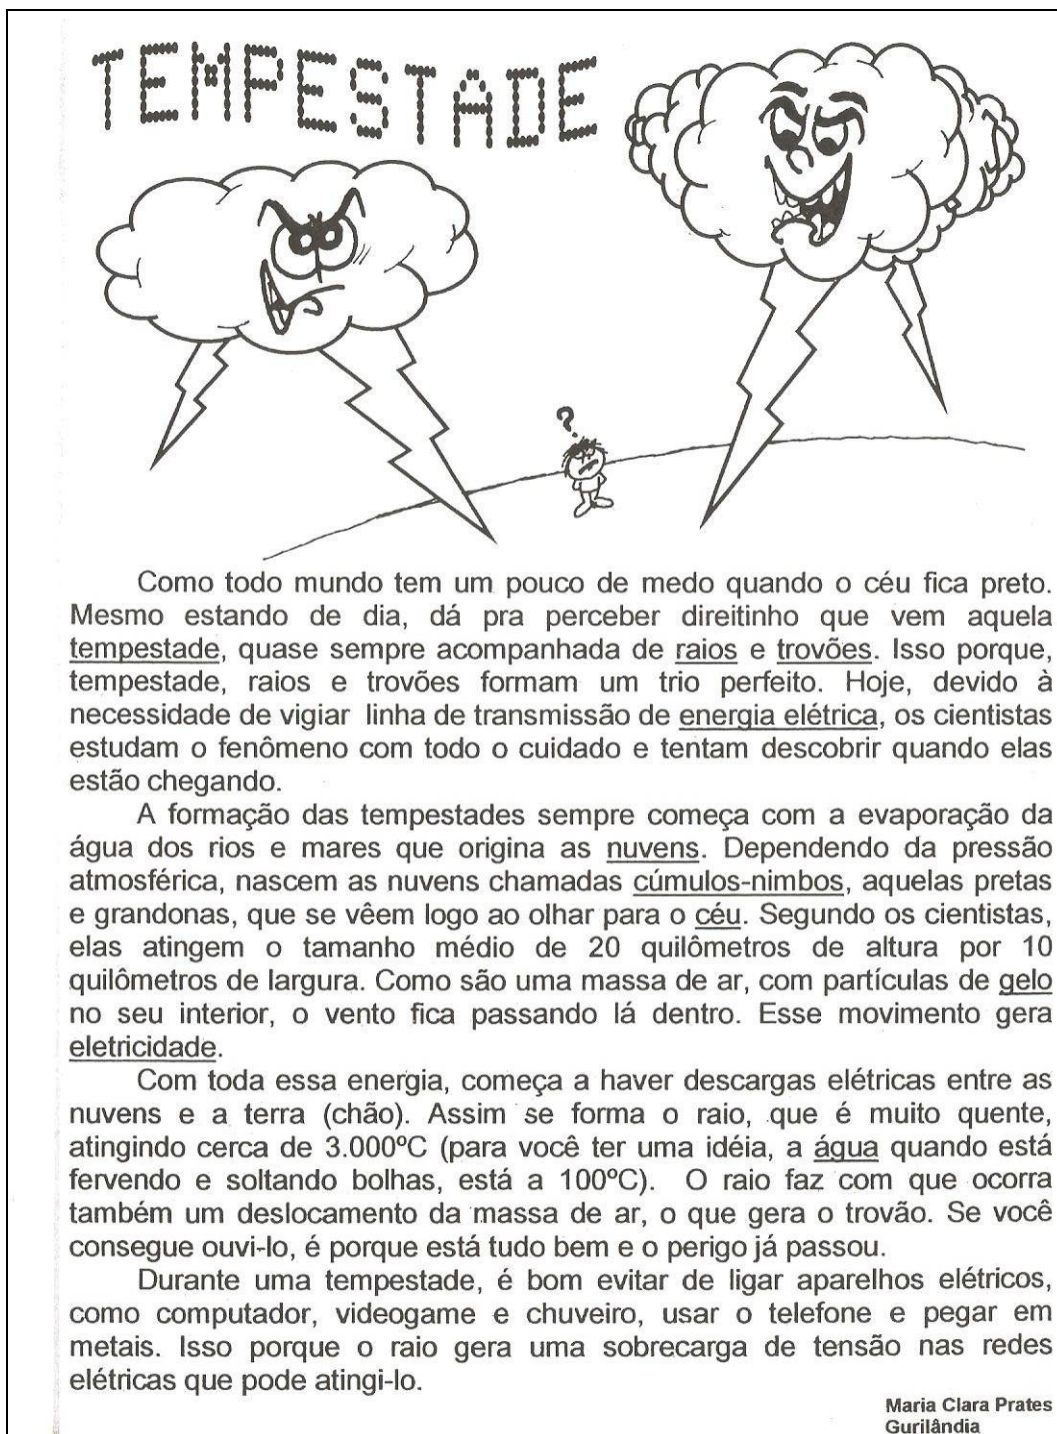 TEMPESTADE
?
Como todo mundo tem um pouco de medo quando o céu fica preto.
Mesmo estando de dia, dá pra perceber direitinho que vem aquela
tempestade, quase sempre acompanhada de raios e trovões. Isso porque,
tempestade, raios e trovões formam um trio perfeito. Hoje, devido à
necessidade de vigiar linha de transmissão de energia elétrica, os cientistas
estudam o fenômeno com todo o cuidado e tentam descobrir quando elas
estão chegando.
A formação das tempestades sempre começa com a evaporação da
água dos rios e mares que origina as nuvens. Dependendo da pressão
atmosférica, nascem as nuvens chamadas cúmulos-nimbos, aquelas pretas
e grandonas, que se vêem logo ao olhar para o céu. Segundo os cientistas,
elas atingem o tamanho médio de 20 quilômetros de altura por 10
quilômetros de largura. Como são uma massa de ar, com partículas de gelo
no seu interior, o vento fica passando lá dentro. Esse movimento gera
eletricidade.
Com toda essa energia, começa a haver descargas elétricas entre as
nuvens e a terra (chão). Assim se forma o raio, que é muito quente,
atingindo cerca de 3.000ºC (para você ter uma idéia, a água quando está
fervendo e soltando bolhas, está a 100ºC). O raio faz com que ocorra
também um deslocamento da massa de ar, o que gera o trovão. Se você
consegue ouvi-lo, é porque está tudo bem e o perigo já passou.
Durante uma tempestade, é bom evitar de ligar aparelhos elétricos,
como computador, videogame e chuveiro, usar o telefone e pegar em
metais. Isso porque o raio gera uma sobrecarga de tensão nas redes
elétricas que pode atingi-lo.
Maria Clara Prates
Gurilândia